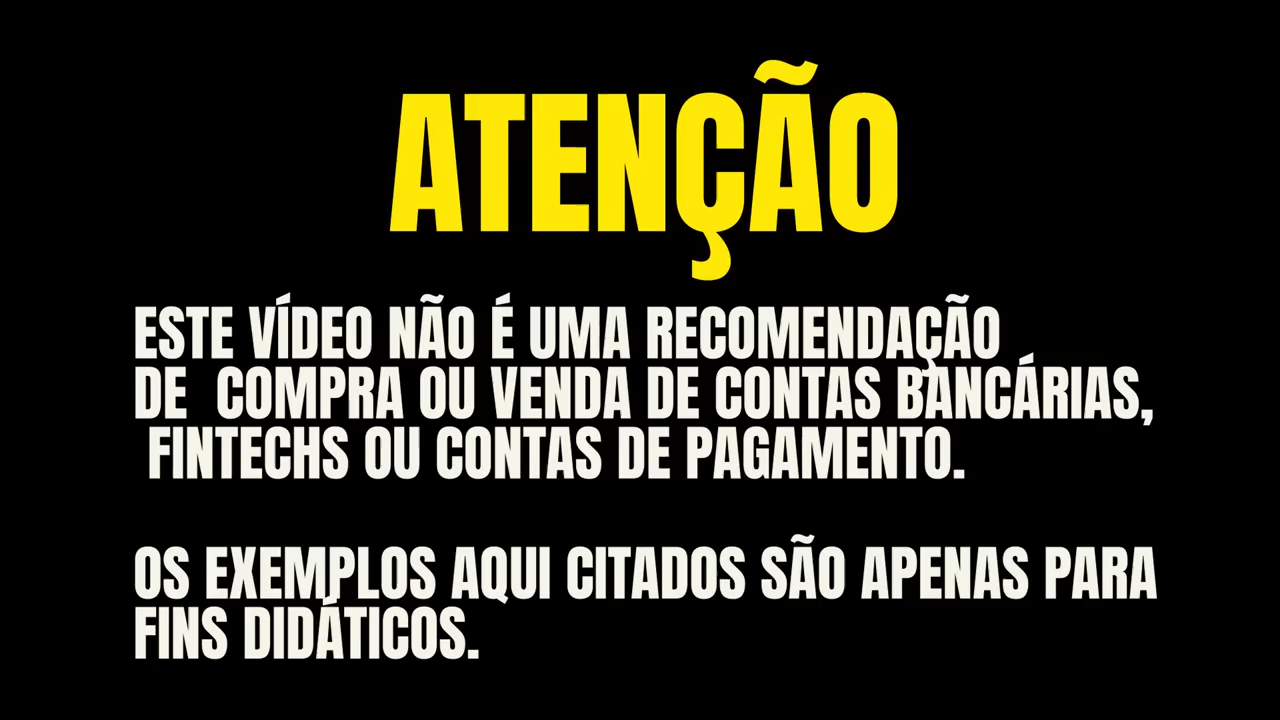 ATENÇÃO
ESTE VÍDEO NÃO É UMA RECOMENDAÇÃO
DE COMPRA OU VENDA DE CONTAS BANCÁRIAS,
FINTECHS OU CONTAS DE PAGAMENTO.
OS EXEMPLOS AQUI CITADOS SÃO APENAS PARA
FINS DIDÁTICOS.